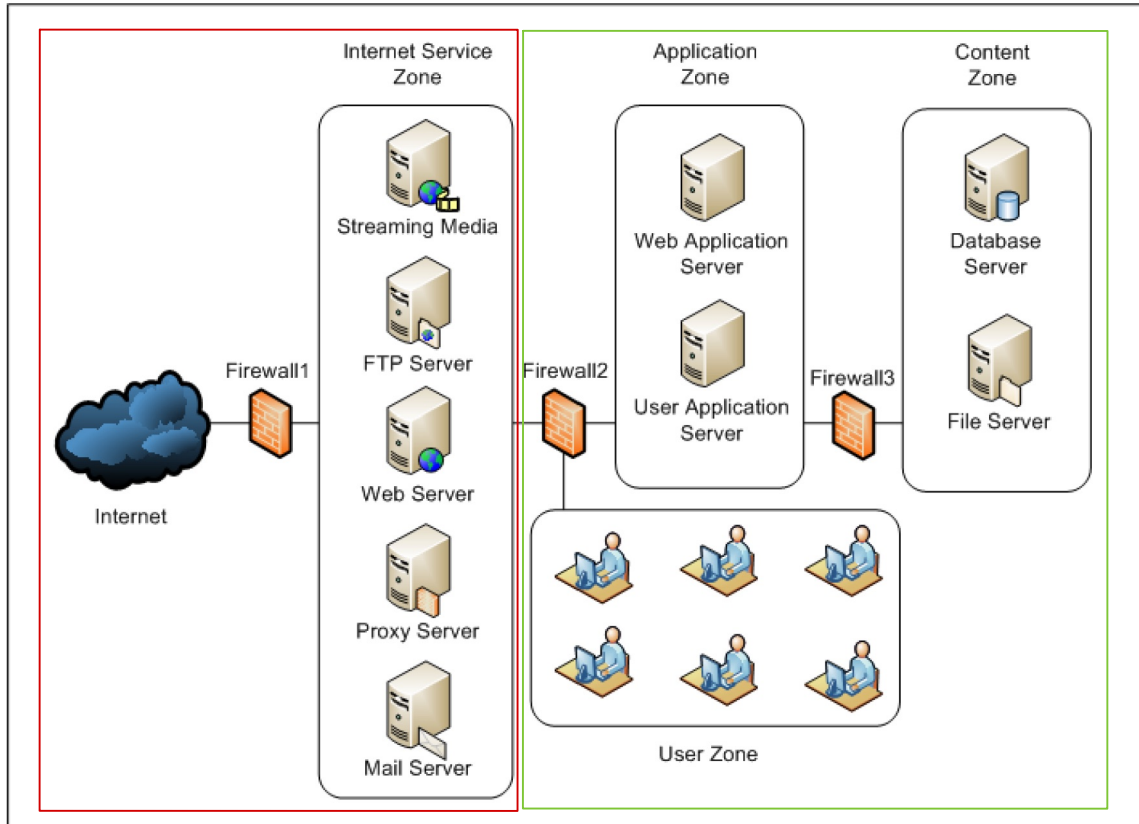 Internet Service
Zone
Application
Zone
Content
Zone
Streaming Media
Web Application
Server
Database
Server
FTP Server
Firewall1
Firewall2
User Application
Server
Firewall3
File Server
Internet
Web Server
Proxy Server
Mail Server
User Zone